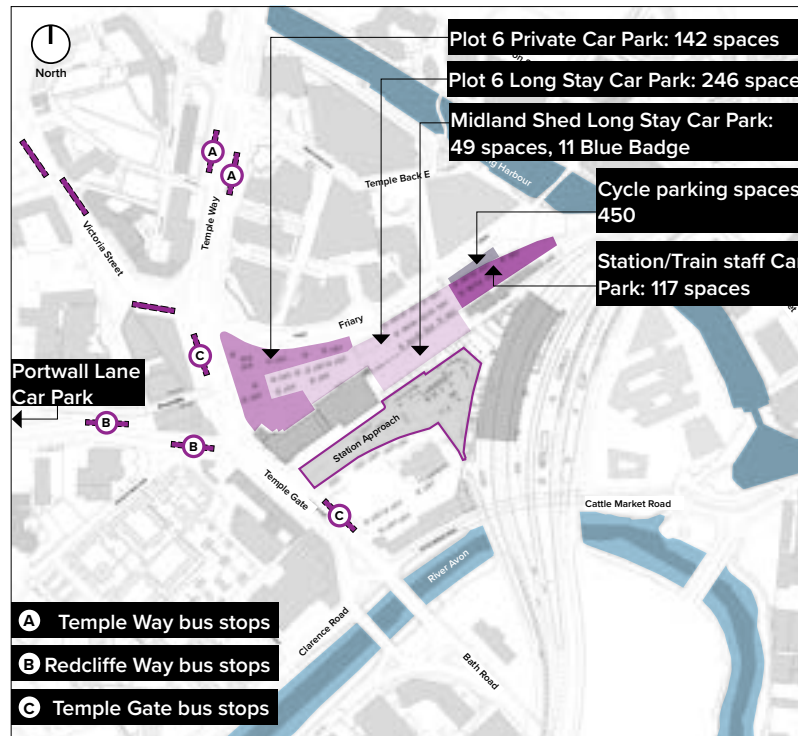 North
Plot 6 Private Car Park: 142 spaces
Plot 6 Long Stay Car Park: 246 space
Midland Shed Long Stay Car Park:
49 spaces, 11 Blue Badge
Harbour
Cycle parking spaces
450
Station/Train staff Car
Park: 117 spaces
A
A
Temple Back E
Temple Way
Victoria Street
Friary
C
Portwall Lane
Car Park
B
B
Station Approach
Temple Gate
C
Cattle Market Road
River Avon
Clarence Road
Bath Road
A Temple Way bus stops
B Redcliffe Way bus stops
C Temple Gate bus stops